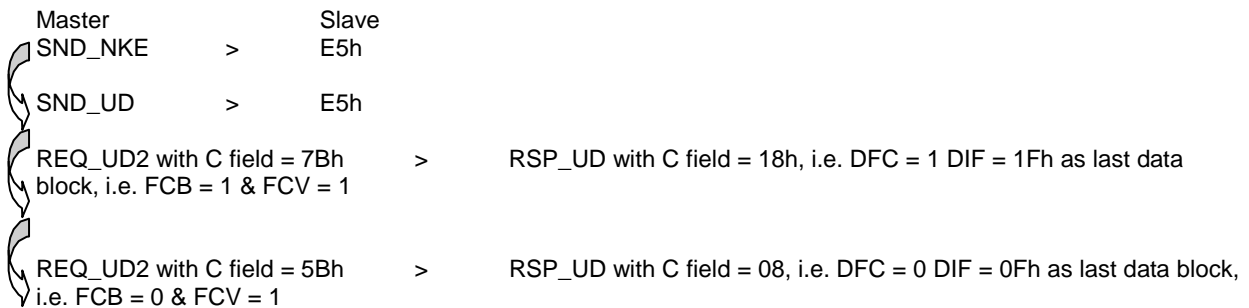 Master Slave
SND_NKE > E5h
SND_UD > E5h
REQ_UD2 with C field = 7Bh > RSP_UD with C field = 18h, i.e. DFC = 1 DIF = 1Fh as last data
block, i.e. FCB = 1 & FCV = 1
REQ_UD2 with C field = 5Bh > RSP_UD with C field = 08, i.e. DFC = 0 DIF = 0Fh as last data block,
i.e. FCB = 0 & FCV = 1